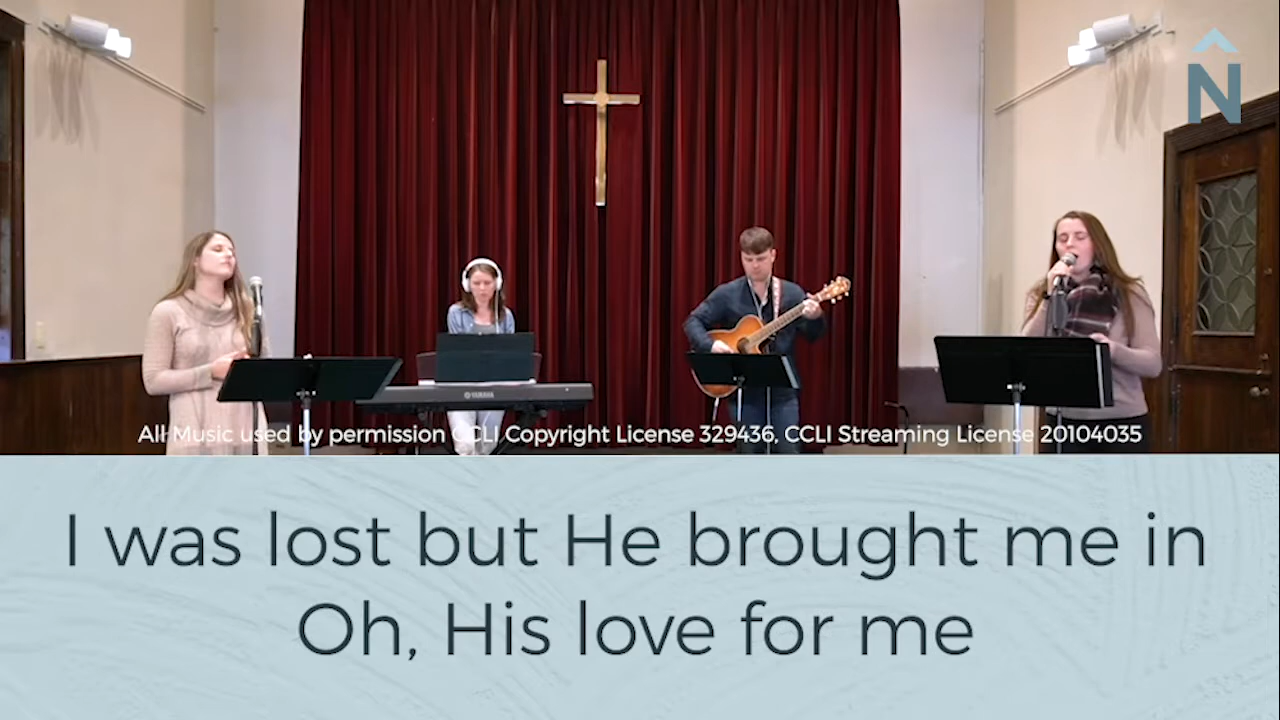 N
YAMAHA
All Music used by permission CCLI Copyright License 329436, CCLI Streaming License 20104035
I was lost but He brought me in
Oh, His love for me